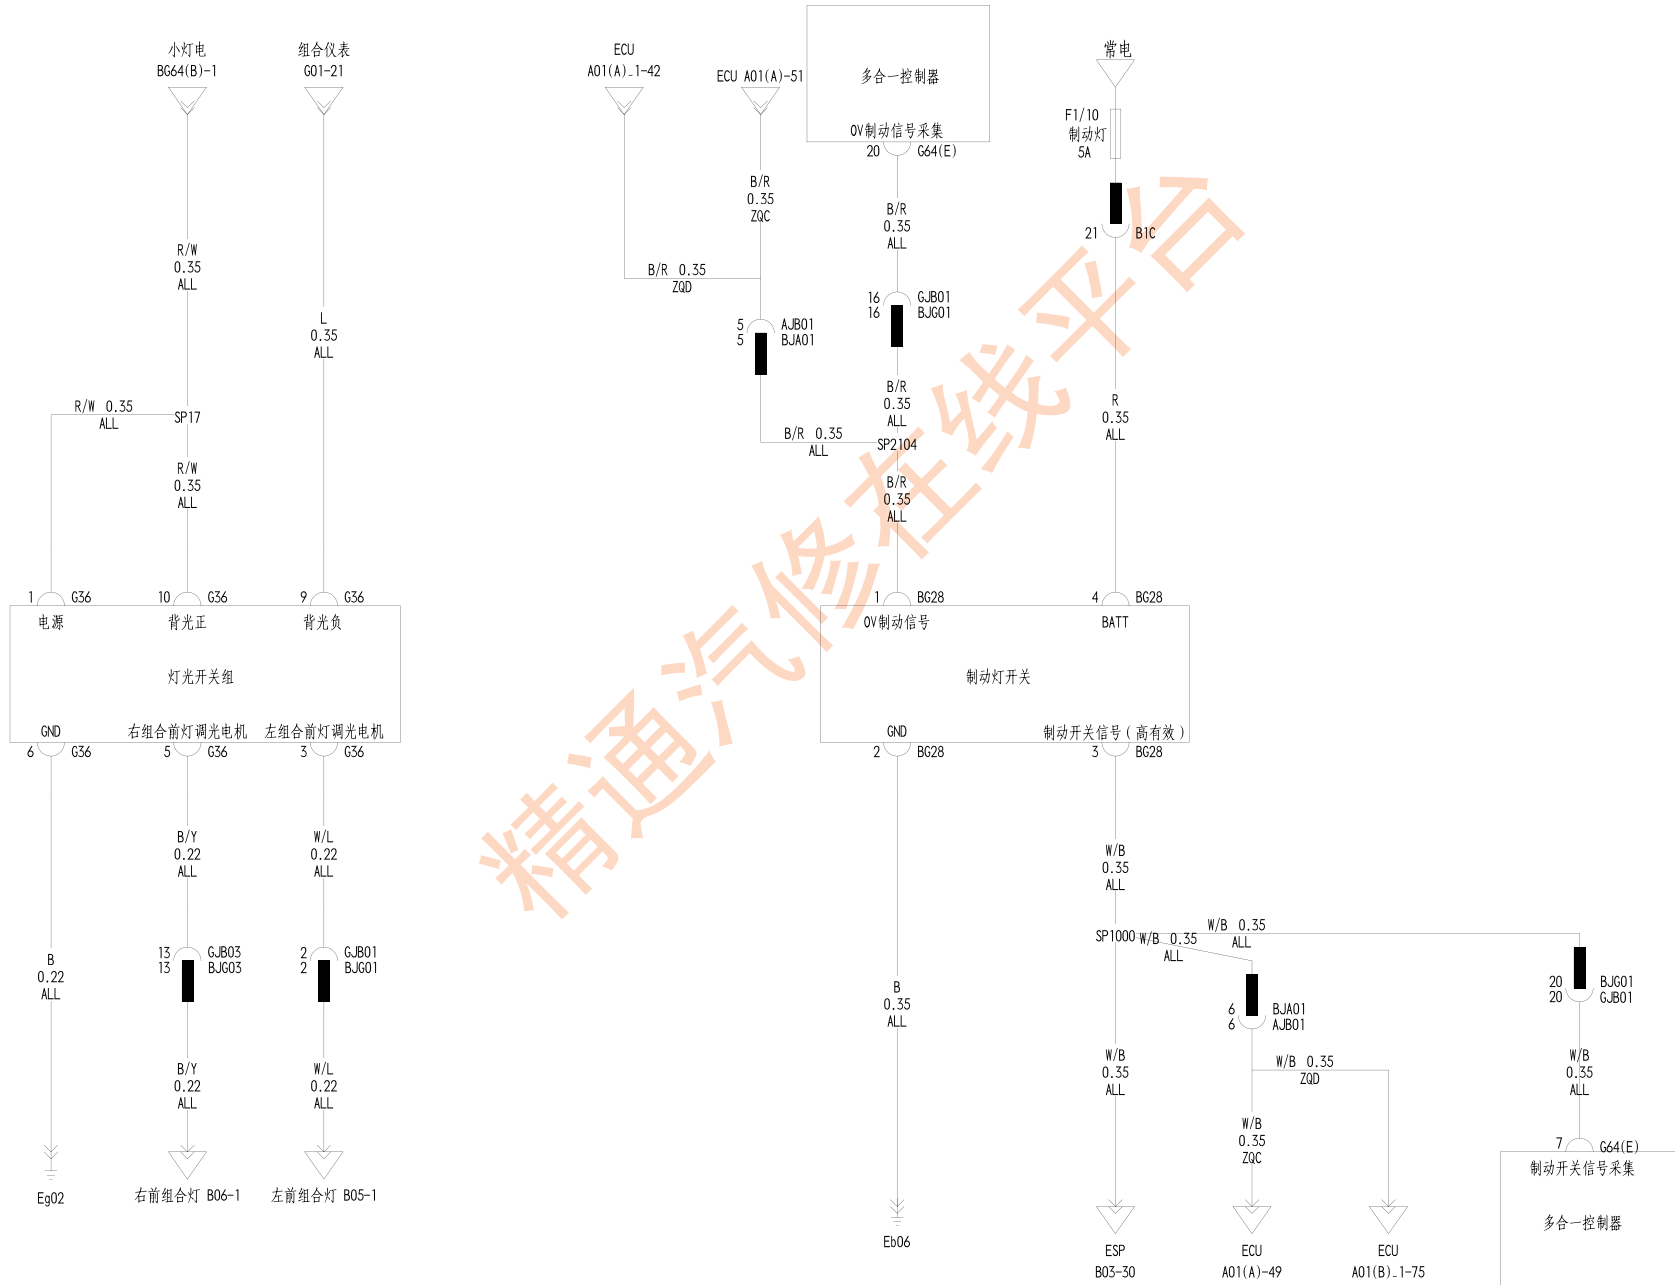 小灯电
BG64(B)-1
组合仪表
G01-21
R/W
0.35
ALL
L
0.35
ALL
R/W 0.35
ALL
SP17
R/W
0.35
ALL
1 G36
10 G36
9 G36
电源
背光正
背光负
灯光开关组
GND
右组合前灯调光电机
左组合前灯调光电机
6 G36
5 G36
3 G36
B/Y
0.22
ALL
W/L
0.22
ALL
B
0.22
ALL
13 GJB03
13 BJG03
2 GJB01
2 BJG01
B/Y
0.22
ALL
W/L
0.22
ALL
Eg02
右前组合灯 B06-1
左前组合灯 B05-1
ECU
A01(A)_1-42
ECU A01(A)-51
多合一控制器
0V制动信号采集
20 G64(E)
常电
F1/10
制动灯
5A
21 B1C
B/R
0.35
ZQC
B/R
0.35
ALL
B/R 0.35
ZQD
5 AJB01
5 BJA01
16 GJB01
16 BJG01
B/R
0.35
ALL
B/R 0.35
ALL
SP2104
B/R
0.35
ALL
R
0.35
ALL
1 BG28
4 BG28
0V制动信号
BATT
制动灯开关
GND
制动开关信号(高有效)
2 BG28
3 BG28
W/B
0.35
ALL
SP1000
W/B 0.35
ALL
W/B 0.35
ALL
B
0.35
ALL
6 BJA01
6 AJB01
20 BJG01
20 GJB01
W/B
0.35
ALL
W/B 0.35
ZQD
W/B
0.35
ZQC
W/B
0.35
ALL
7 G64(E)
制动开关信号采集
多合一控制器
Eb06
ESP
B03-30
ECU
A01(A)-49
ECU
A01(B)_1-75
精通汽修在线平台